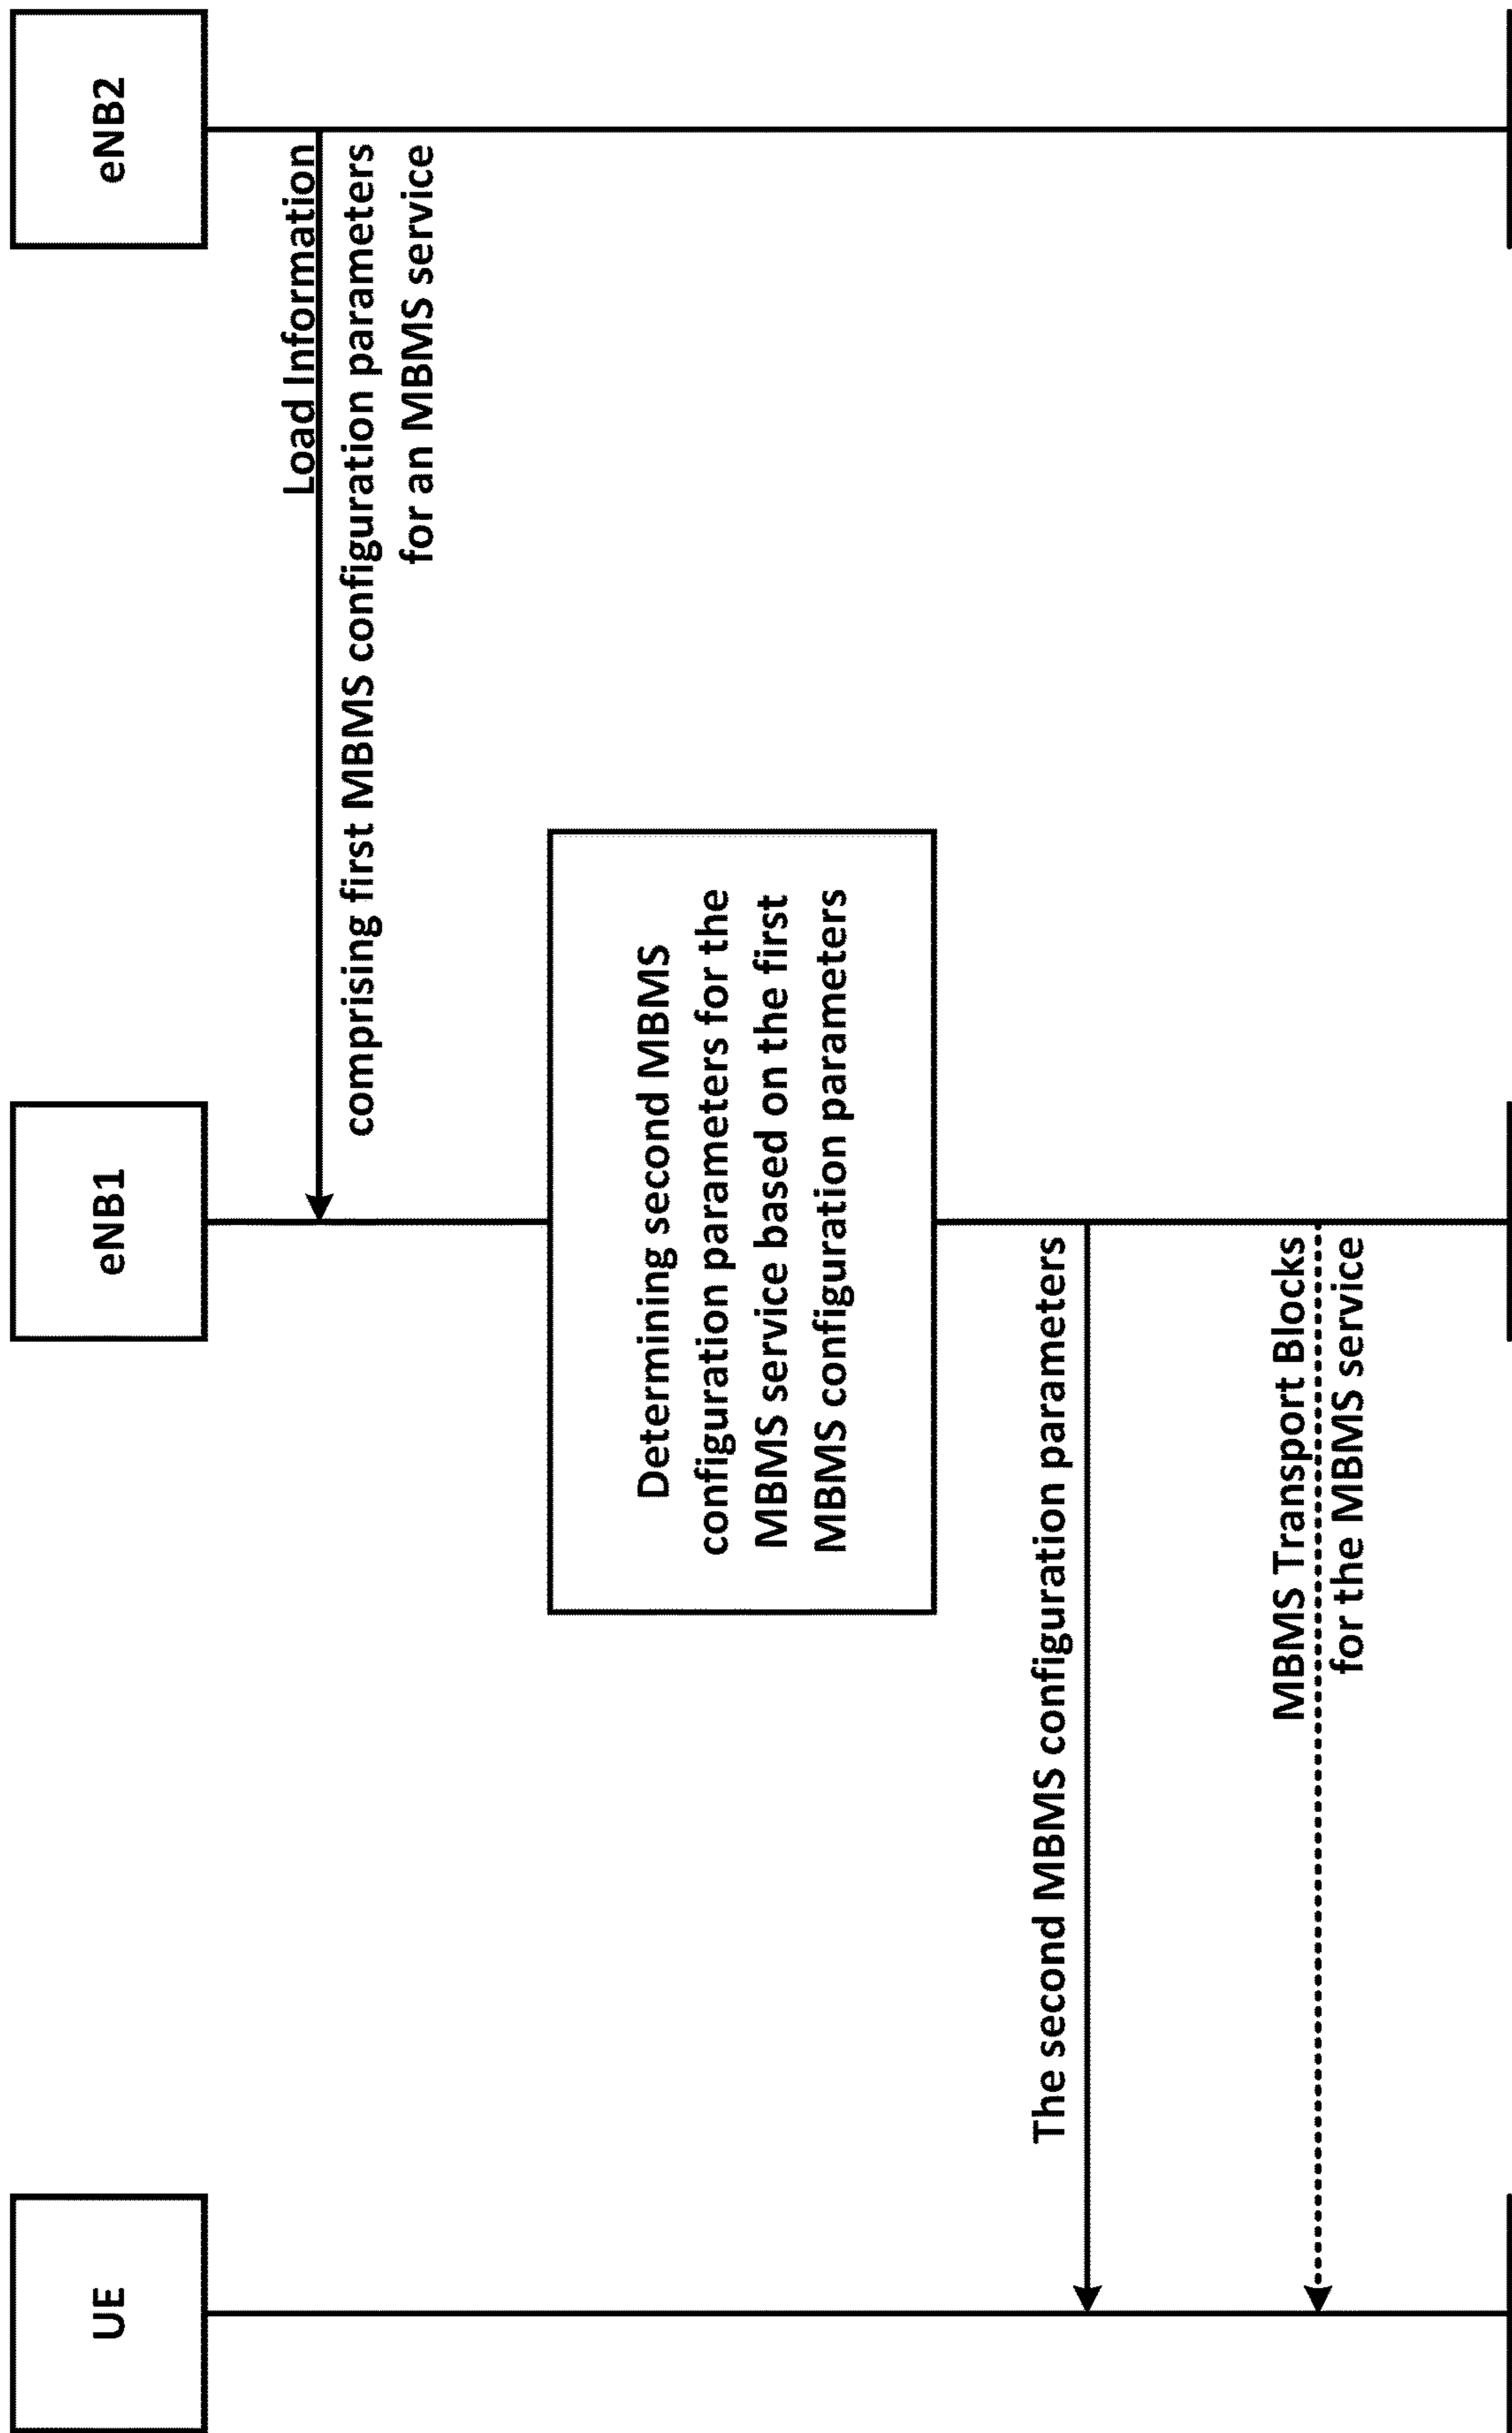 UE
eNB1
eNB2
Load Information
comprising first MBMS configuration parameters
for an MBMS service
Determining second MBMS
configuration parameters for the
MBMS service based on the first
MBMS configuration parameters
The second MBMS configuration parameters
MBMS Transport Blocks
for the MBMS service